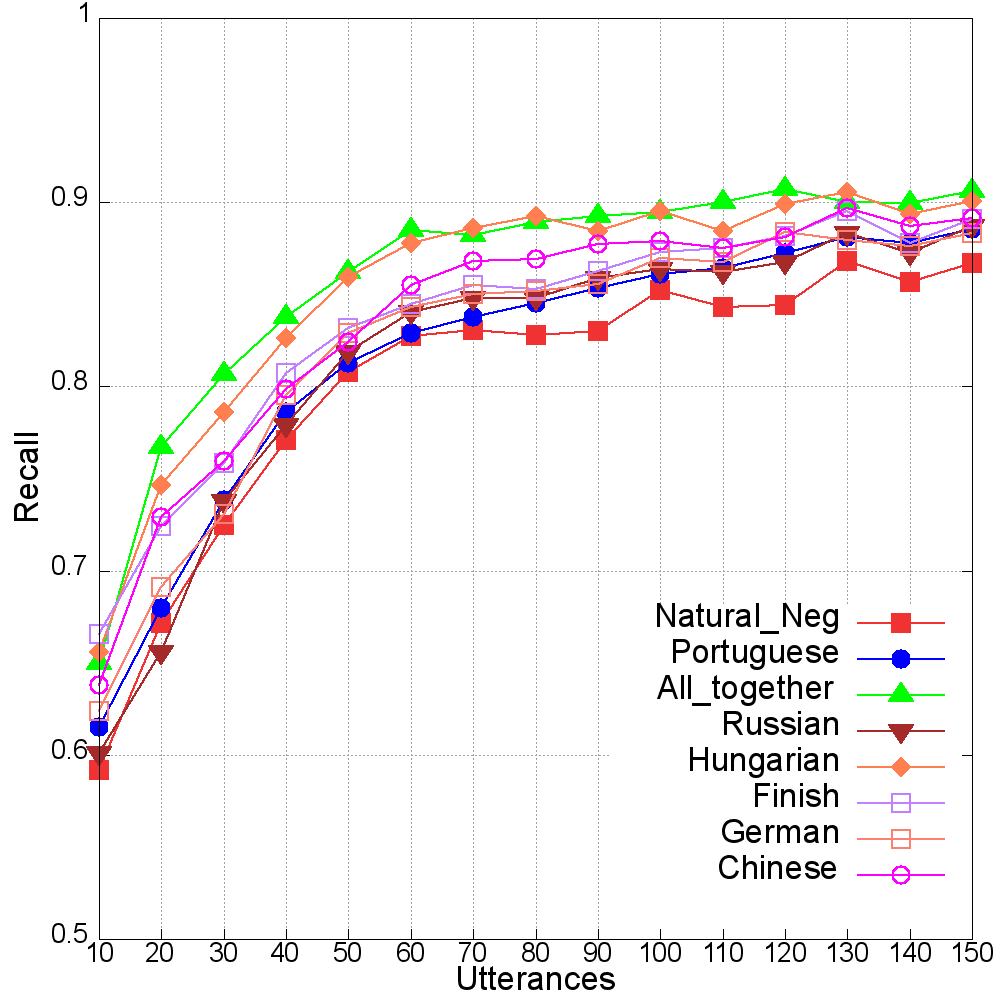 1
0.9
0.8
0.7
0.6
0.5
Recall
Natural_Neg
Portuguese
All_together
Russian
Hungarian
Finish
German
Chinese
10 20 30 40 50 60 70 80 90 100 110 120 130 140 150
Utterances